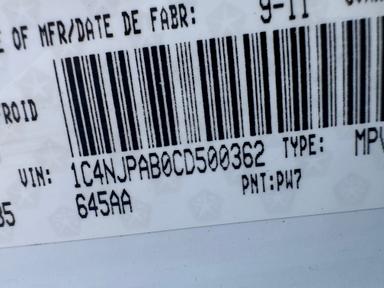 E OF MFR/DATE DE FABR: 9-11
ROID
VIN: 1C4NJPAB0CD500362 TYPE: MPV
645AA PNT:PW7